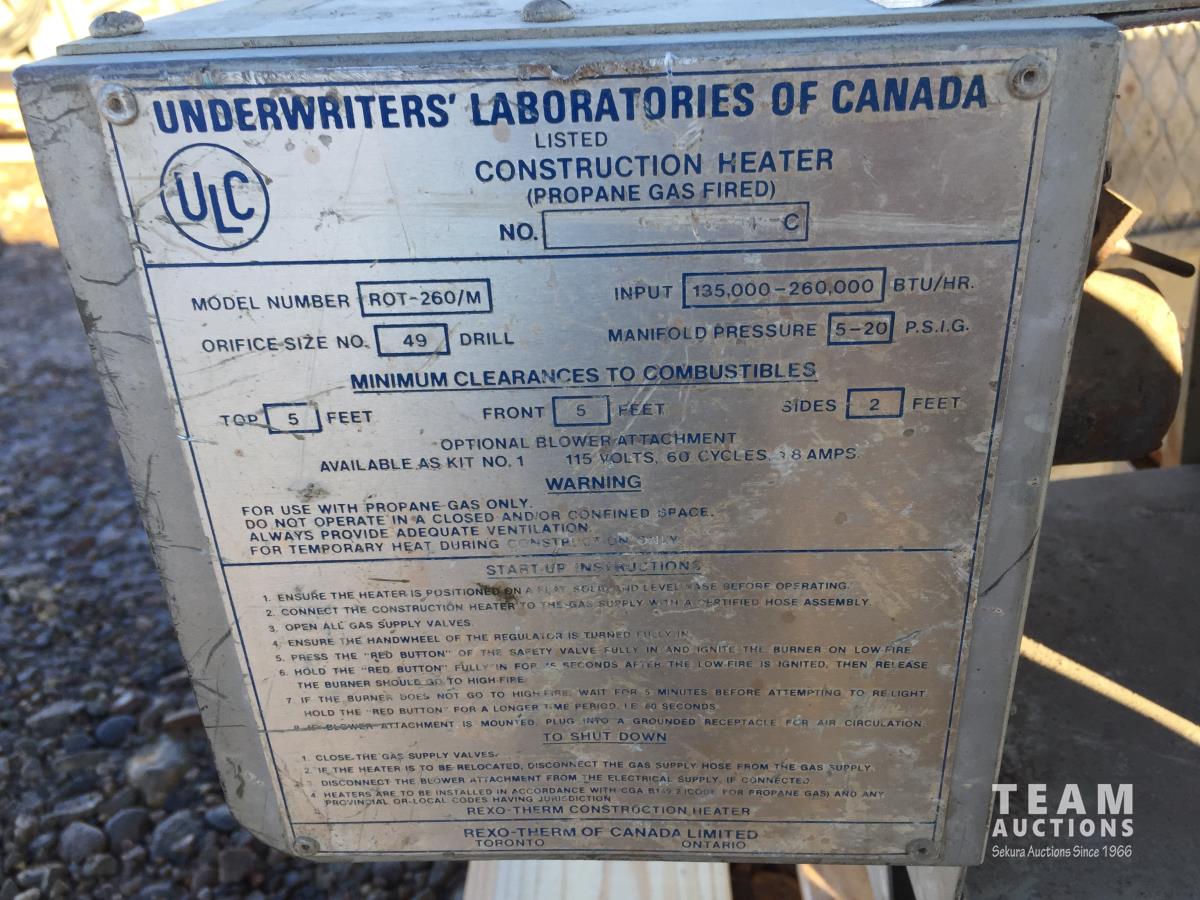 UNDERWRITERS' LABORATORIES OF CANADA
LISTED
ULC
CONSTRUCTION HEATER
(PROPANE GAS FIRED)
NO. C
MODEL NUMBER ROT-260/M INPUT 135,000-260,000 BTU/HR.
ORIFICE SIZE NO. 49 DRILL MANIFOLD PRESSURE 5-20 P.S.I.G.
MINIMUM CLEARANCES TO COMBUSTIBLES
TOP 5 FEET FRONT 5 FEET SIDES 2 FEET
OPTIONAL BLOWER ATTACHMENT
AVAILABLE AS KIT NO. 1 115 VOLTS, 60 CYCLES, AMPS.
WARNING
FOR USE WITH PROPANE GAS ONLY.
DO NOT OPERATE IN A CLOSED AND/OR CONFINED SPACE.
ALWAYS PROVIDE ADEQUATE VENTILATION.
FOR TEMPORARY HEAT DURING CONSTRUCTION ONLY
START-UP INSTRUCTIONS
1. ENSURE THE HEATER IS POSITIONED ON A FLAT, SOLID AND LEVEL BASE BEFORE OPERATING.
2. CONNECT THE CONSTRUCTION HEATER TO THE GAS SUPPLY WITH A CERTIFIED HOSE ASSEMBLY.
3. OPEN ALL GAS SUPPLY VALVES.
4. ENSURE THE HANDWHEEL OF THE REGULATOR IS TURNED FULLY IN.
5. PRESS THE "RED BUTTON" OF THE SAFETY VALVE FULLY IN AND IGNITE THE BURNER ON LOW-FIRE.
6. HOLD THE "RED BUTTON" FULLY IN FOR SECONDS AFTER THE LOW-FIRE IS IGNITED, THEN RELEASE
THE BURNER SHOULD GO TO HIGH-FIRE
7. IF THE BURNER DOES NOT GO TO HIGH-FIRE, WAIT FOR 5 MINUTES BEFORE ATTEMPTING TO RE-LIGHT.
HOLD THE "RED BUTTON" FOR A LONGER TIME PERIOD, I.E. 60 SECONDS
8. IF BLOWER ATTACHMENT IS MOUNTED, PLUG INTO A GROUNDED RECEPTACLE FOR AIR CIRCULATION.
TO SHUT DOWN
1. CLOSE THE GAS SUPPLY VALVES.
2. IF THE HEATER IS TO BE RELOCATED, DISCONNECT THE GAS SUPPLY HOSE FROM THE GAS SUPPLY.
DISCONNECT THE BLOWER ATTACHMENT FROM THE ELECTRICAL SUPPLY, IF CONNECTED.
4. HEATERS ARE TO BE INSTALLED IN ACCORDANCE WITH CGA B149.2 (CODE FOR PROPANE GAS) AND ANY
PROVINCIAL OR LOCAL CODES HAVING JURISDICTION
REXO-THERM CONSTRUCTION HEATER
REXO-THERM OF CANADA LIMITED
TORONTO ONTARIO
TEAM
AUCTIONS
Sekura Auctions Since 1966